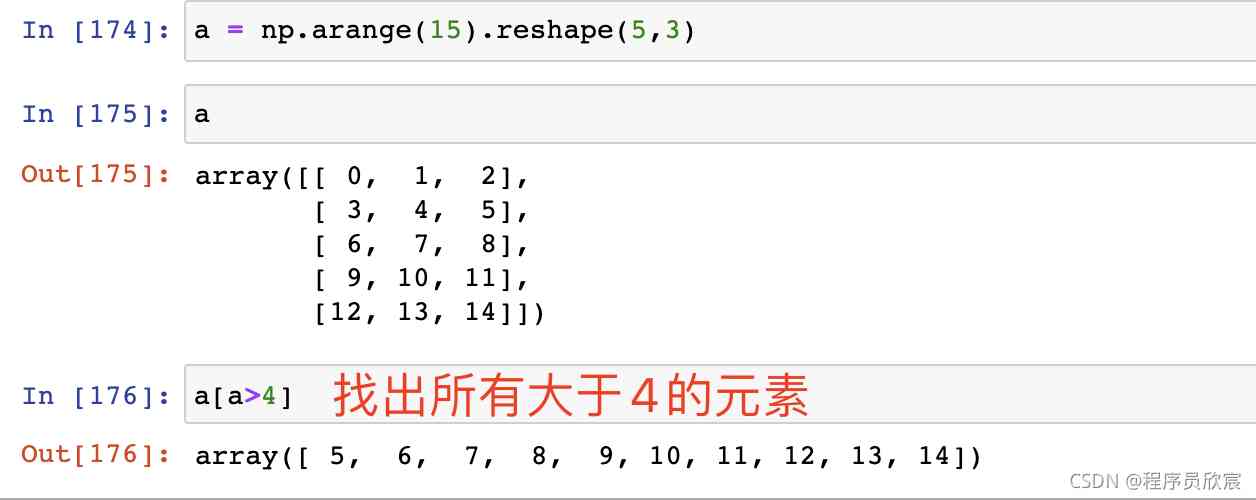 In [174]: a = np.arange(15).reshape(5,3)
In [175]: a
Out[175]: array([[ 0,  1,  2],
       [ 3,  4,  5],
       [ 6,  7,  8],
       [ 9, 10, 11],
       [12, 13, 14]])
In [176]: a[a>4] 找出所有大于4的元素
Out[176]: array([ 5,  6,  7,  8,  9, 10, 11, 12, 13, 14])
CSDN @程序员欣宸